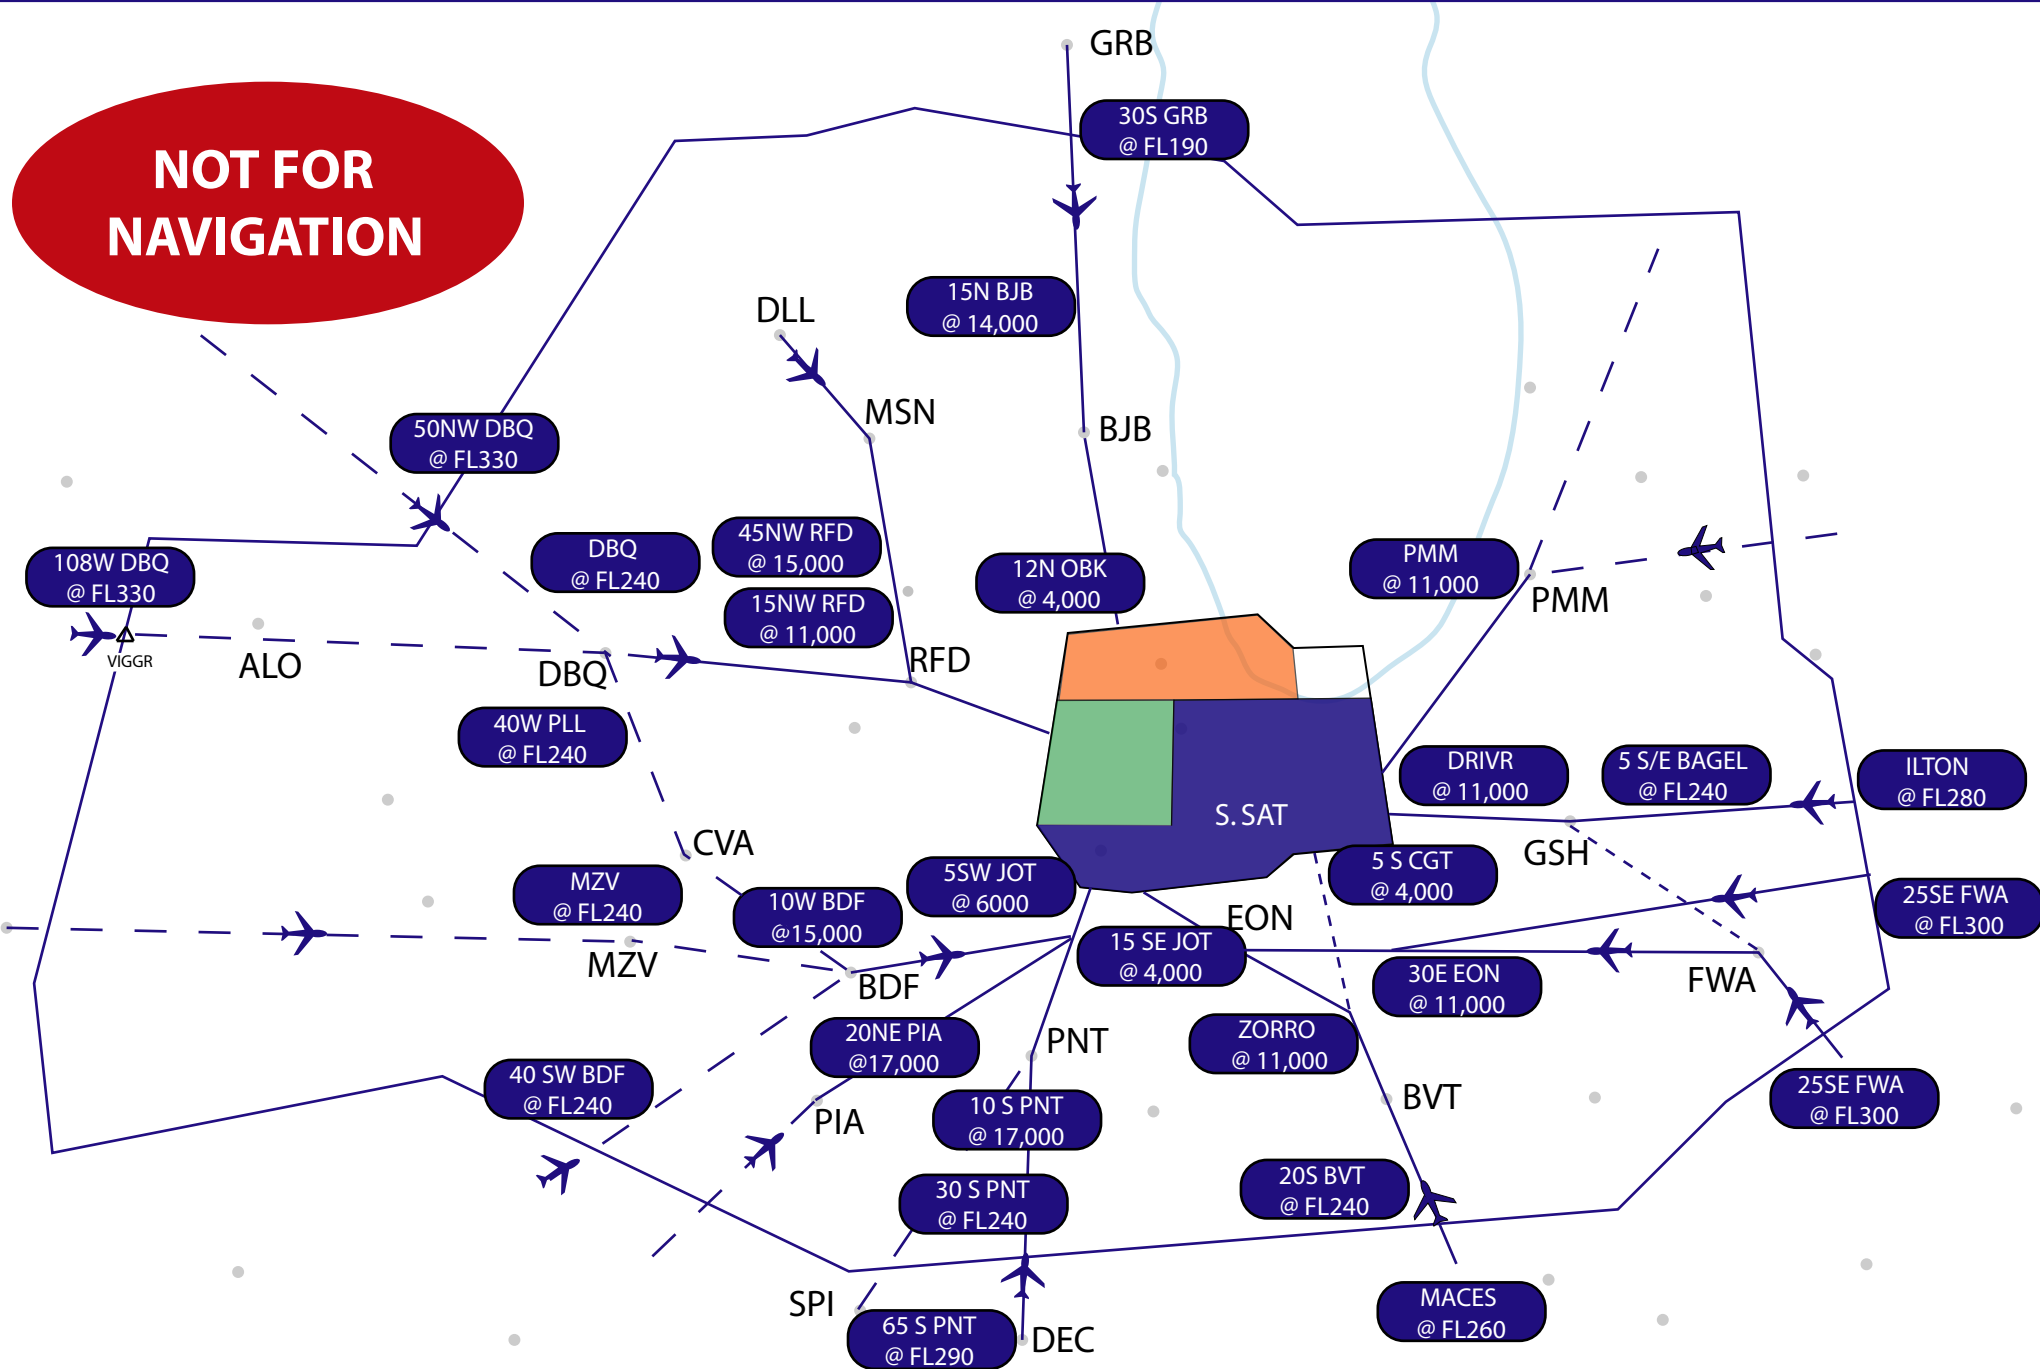 GRB
30S GRB
@ FL190
NOT FOR
NAVIGATION
15N BJB
@ 14,000
DLL
MSN
BJB
50NW DBQ
@ FL330
45NW RFD
@ 15,000
DBQ
@ FL240
108W DBQ
@ FL330
12N OBK
@ 4,000
PMM
@ 11,000
15NW RFD
@ 11,000
PMM
VIGGR
ALO
DBQ
RFD
40W PLL
@ FL240
DRIVR
@ 11,000
5 S/E BAGEL
@ FL240
ILTON
@ FL280
S. SAT
CVA
GSH
MZV
@ FL240
10W BDF
@15,000
5SW JOT
@ 6000
5 S CGT
@ 4,000
25SE FWA
@ FL300
EON
15 SE JOT
@ 4,000
MZV
BDF
30E EON
@ 11,000
FWA
20NE PIA
@17,000
PNT
ZORRO
@ 11,000
40 SW BDF
@ FL240
PIA
10 S PNT
@ 17,000
BVT
25SE FWA
@ FL300
30 S PNT
@ FL240
20S BVT
@ FL240
SPI
65 S PNT
@ FL290
DEC
MACES
@ FL260